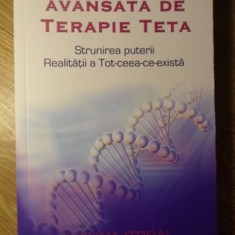 AVANSATĂ DE
TERAPIE TETA
Strunirea puterii
Realității a Tot-ceea-ce-există